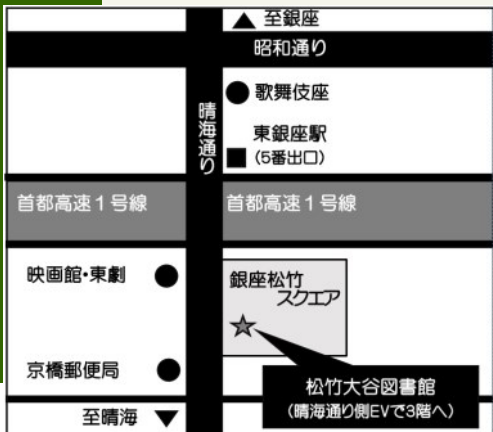 ▲ 至銀座
昭和通り
晴海通り
● 歌舞伎座
東銀座駅
■ (5番出口)
首都高速1号線
首都高速1号線
映画館・東劇 ●
銀座松竹
スクエア
☆
京橋郵便局 ●
松竹大谷図書館
(晴海通り側EVで3階へ)
至晴海 ▼